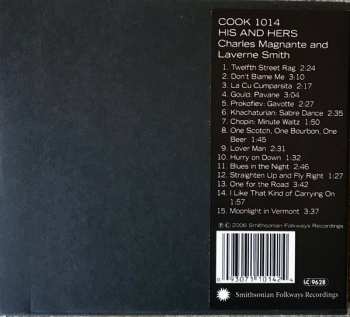 COOK 1014
HIS AND HERS
Charles Magnante and
Laverne Smith
1. Twelfth Street Rag 2:24
2. Don't Blame Me 3:10
3. La Cu Cumparsita 2:17
4. Gould: Pavane 3:04
5. Prokofiev: Gavotte 2:27
6. Khachaturian: Sabre Dance 2:35
7. Chopin: Minute Waltz 1:50
8. One Scotch, One Bourbon, One
Beer 1:32
9. Lover Man 2:31
10. Hurry on Down 1:32
11. Blues in the Night 2:46
12. Straighten Up and Fly Right 1:27
13. One for the Road 3:42
14. I Like That Kind of Carrying On
1:57
15. Moonlight in Vermont 3:37
℗ © 2006 Smithsonian Folkways Recordings
0 93071 10142 4
LC 9628
Smithsonian Folkways Recordings